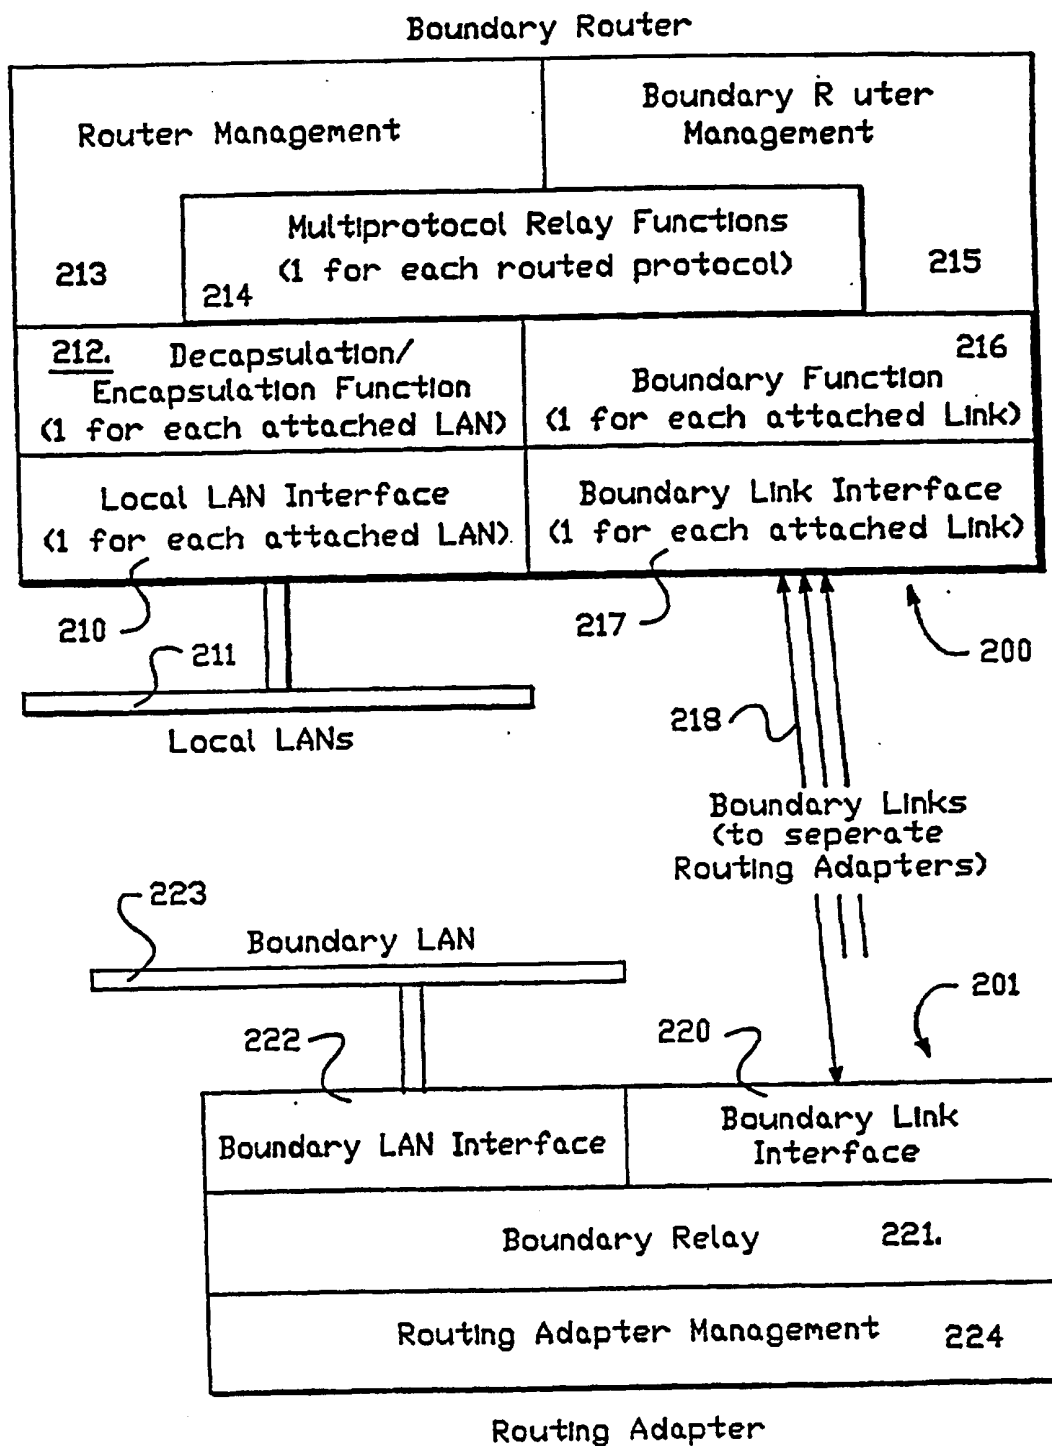 Boundary Router
Router Management
Boundary R uter
Management
Multiprotocol Relay Functions
(1 for each routed protocol)
213
214
215
212. Decapsulation/
Encapsulation Function
(1 for each attached LAN)
216
Boundary Function
(1 for each attached Link)
Local LAN Interface
(1 for each attached LAN)
Boundary Link Interface
(1 for each attached Link)
210
211
217
200
Local LANs
218
Boundary Links
(to seperate
Routing Adapters)
223
Boundary LAN
201
222
220
Boundary LAN Interface
Boundary Link
Interface
Boundary Relay 221.
Routing Adapter Management 224
Routing Adapter